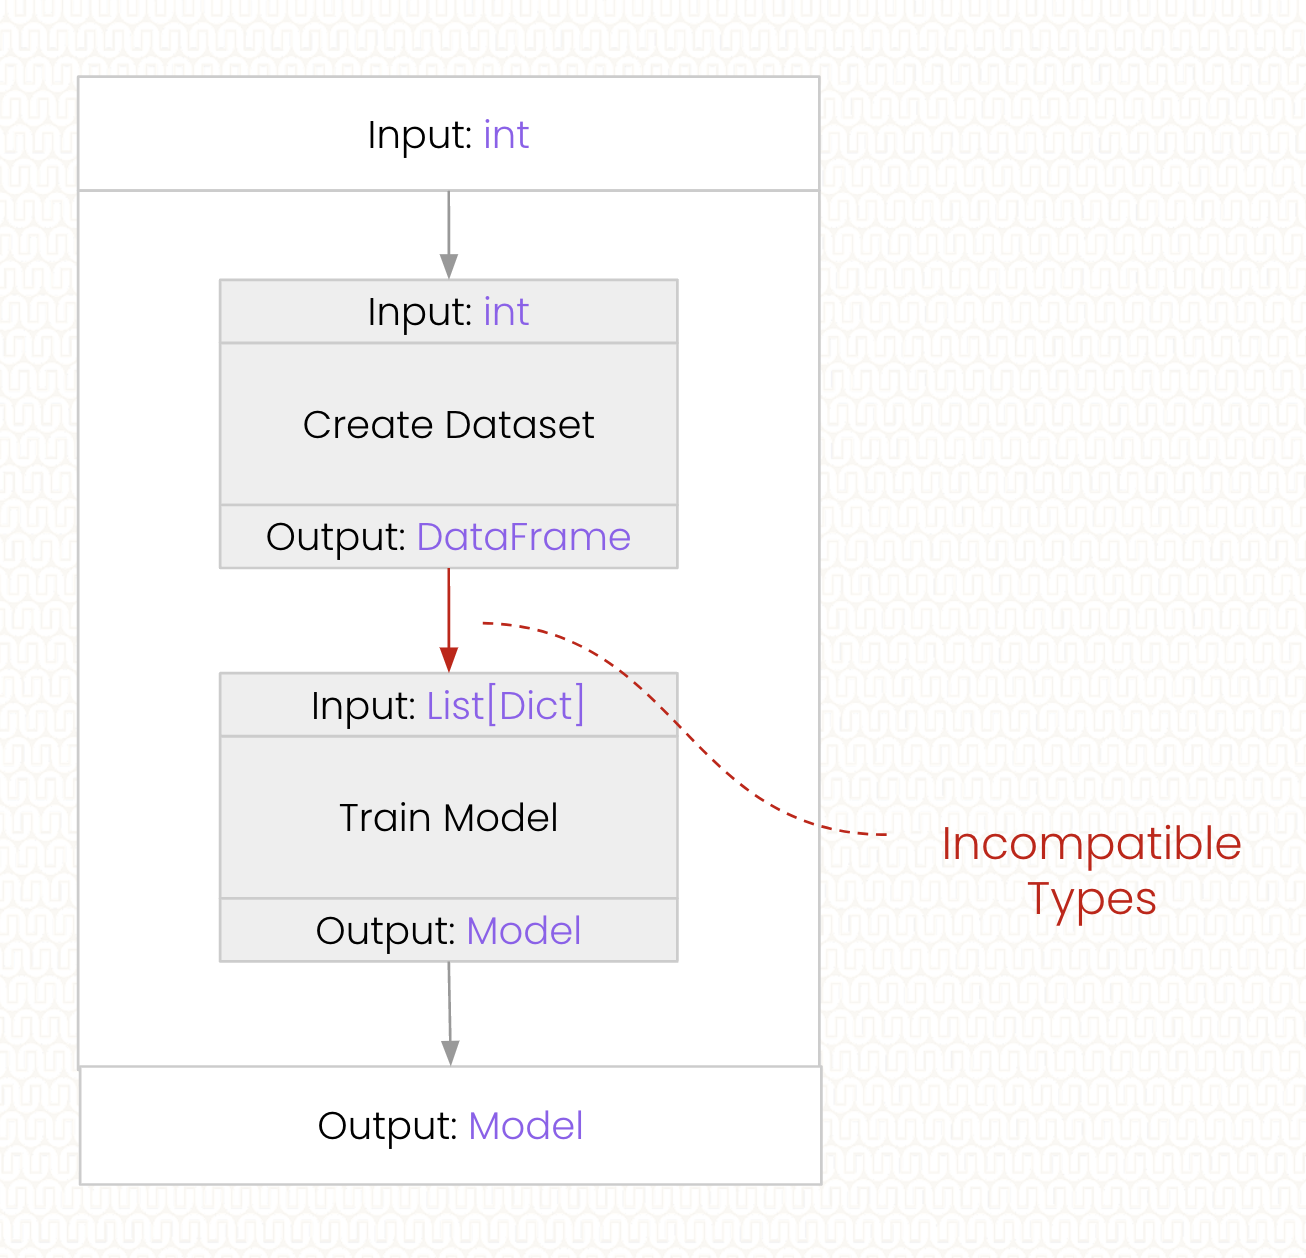 Input: int
Input: int
Create Dataset
Output: DataFrame
Input: List[Dict]
Train Model
Output: Model
Incompatible
Types
Output: Model